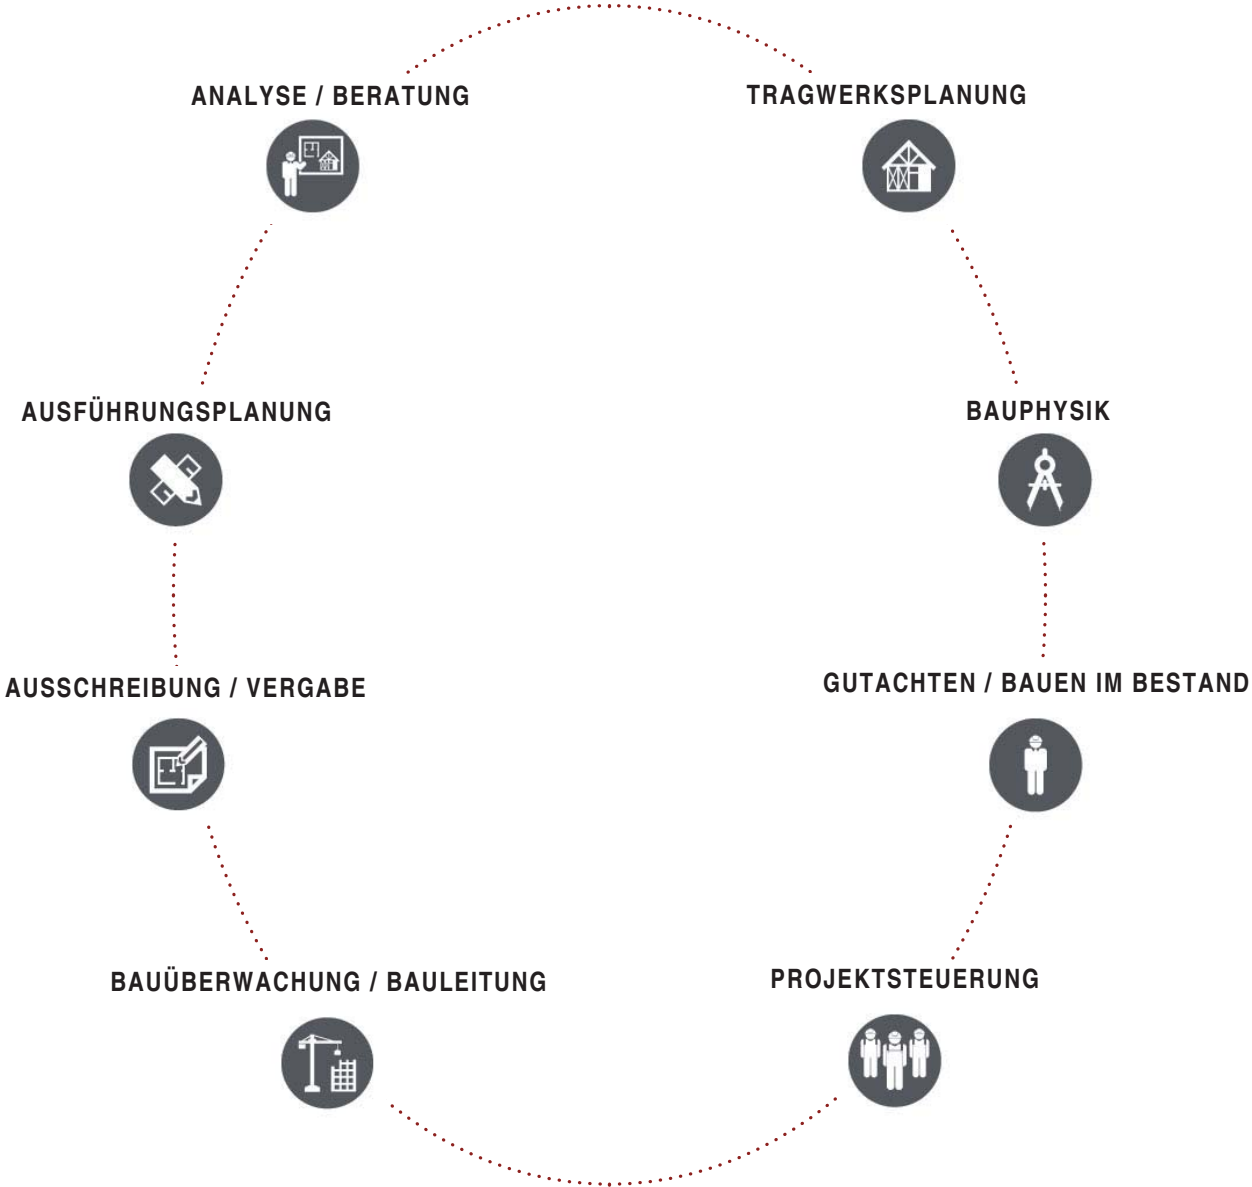 ANALYSE / BERATUNG
TRAGWERKSPLANUNG
AUSFÜHRUNGSPLANUNG
BAUPHYSIK
AUSSCHREIBUNG / VERGABE
GUTACHTEN / BAUEN IM BESTAND
BAUÜBERWACHUNG / BAULEITUNG
PROJEKTSTEUERUNG